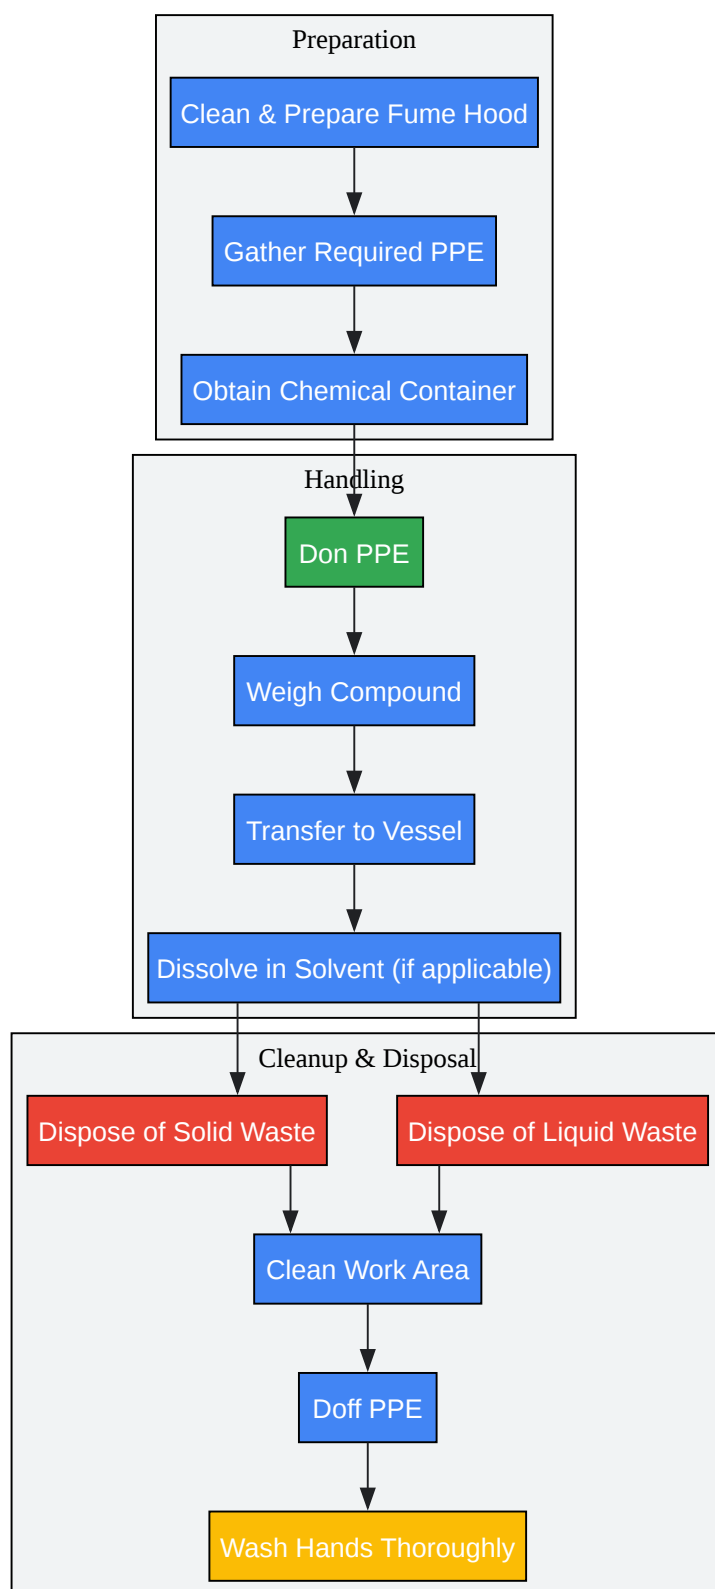 Preparation
Clean & Prepare Fume Hood
Gather Required PPE
Obtain Chemical Container
Handling
Don PPE
Weigh Compound
Transfer to Vessel
Dissolve in Solvent (if applicable)
Cleanup & Disposal
Dispose of Solid Waste
Dispose of Liquid Waste
Clean Work Area
Doff PPE
Wash Hands Thoroughly